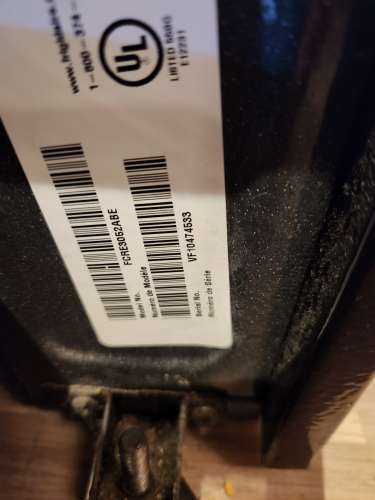 www.frigidaire.c
1-800-374-
UL
LISTED 556G
E12231
FCRE3052ABE
Model No.
Numéro de Modèle
VF10474533
Serial No.
Numéro de Série